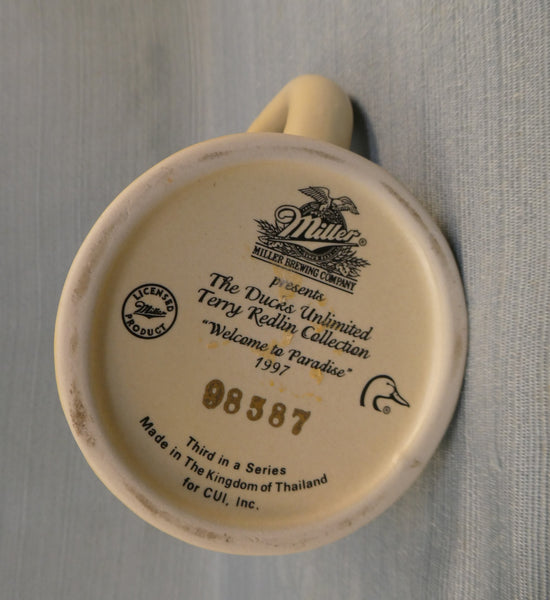 Miller®
MILLER BREWING COMPANY
presents
The Ducks Unlimited
Terry Redlin Collection
"Welcome to Paradise"
1997
LICENSED
Miller
PRODUCT
®
98587
Third in a Series
Made in The Kingdom of Thailand
for CUI, Inc.